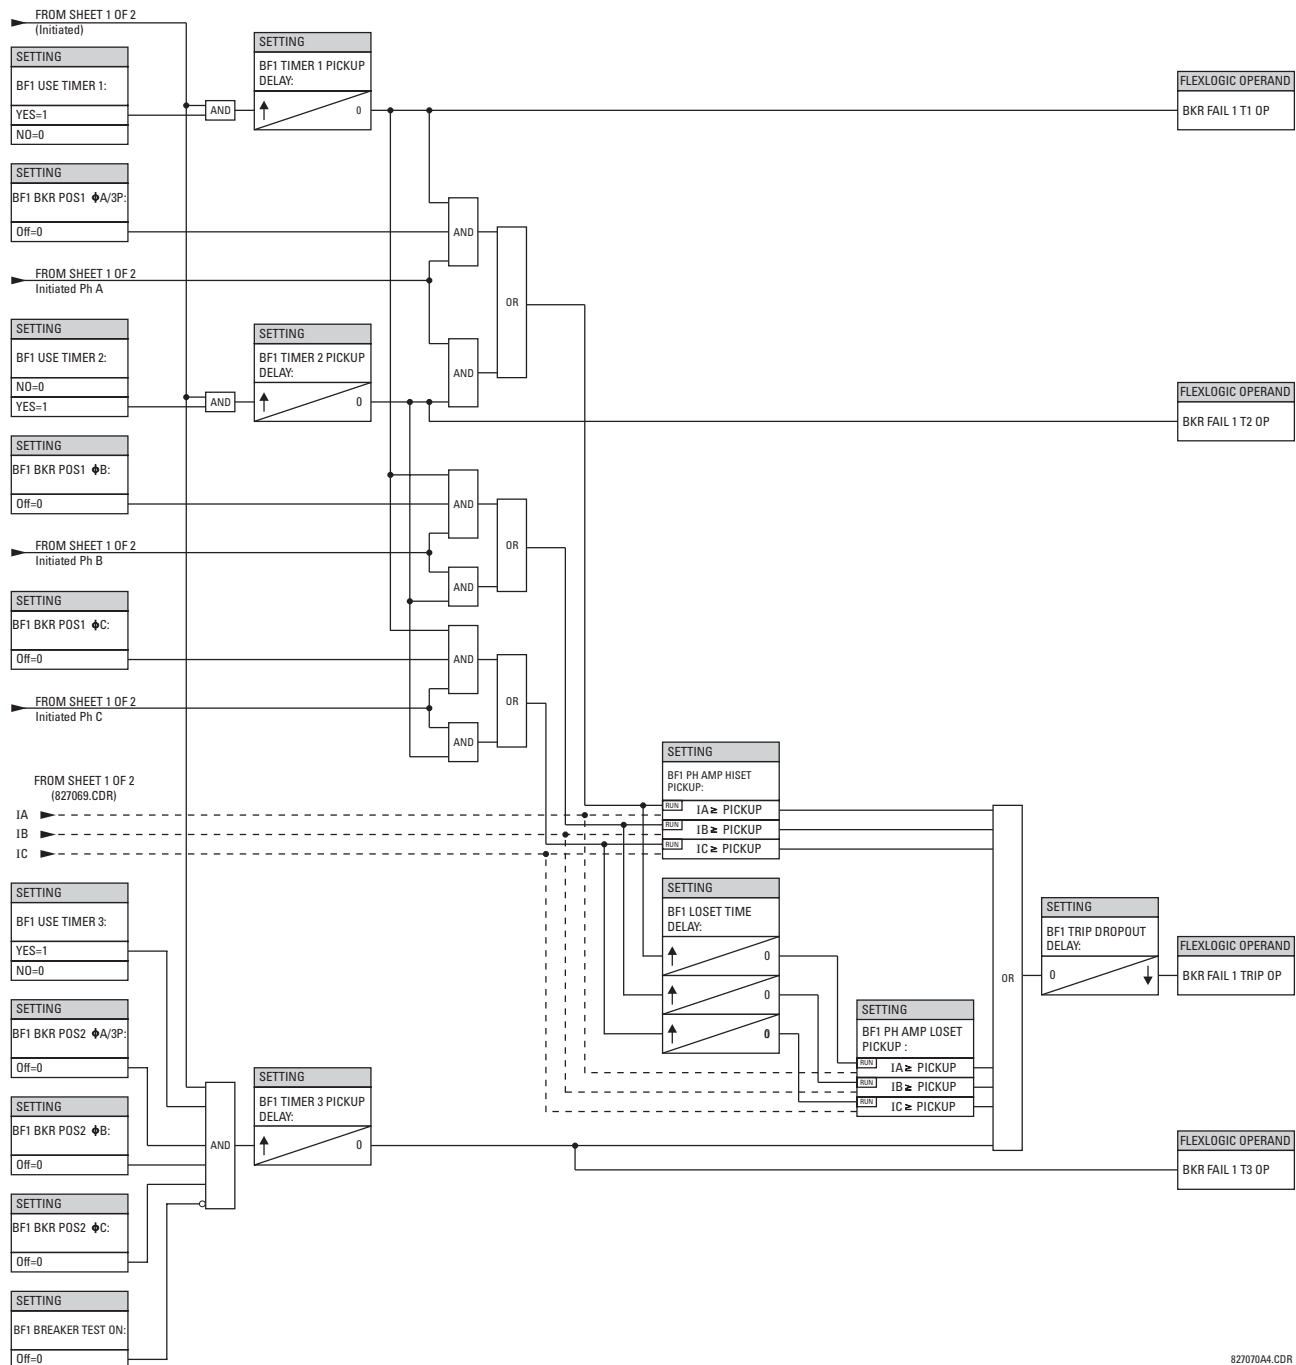 FROM SHEET 1 OF 2
(Initiated)
SETTING
BF1 USE TIMER 1:
YES=1
NO=0
AND
SETTING
BF1 TIMER 1 PICKUP
DELAY:
0
FLEXLOGIC OPERAND
BKR FAIL 1 T1 OP
SETTING
BF1 BKR POS1 ɸA/3P:
Off=0
AND
OR
FROM SHEET 1 OF 2
Initiated Ph A
SETTING
BF1 USE TIMER 2:
NO=0
YES=1
AND
SETTING
BF1 TIMER 2 PICKUP
DELAY:
0
AND
FLEXLOGIC OPERAND
BKR FAIL 1 T2 OP
SETTING
BF1 BKR POS1 ɸB:
Off=0
AND
OR
FROM SHEET 1 OF 2
Initiated Ph B
AND
SETTING
BF1 BKR POS1 ɸC:
Off=0
AND
OR
FROM SHEET 1 OF 2
Initiated Ph C
AND
FROM SHEET 1 OF 2
(827069.CDR)
IA
IB
IC
SETTING
BF1 PH AMP HISET
PICKUP:
RUN IA ≥ PICKUP
RUN IB ≥ PICKUP
RUN IC ≥ PICKUP
SETTING
BF1 LOSET TIME
DELAY:
0
0
0
SETTING
BF1 PH AMP LOSET
PICKUP :
RUN IA ≥ PICKUP
RUN IB ≥ PICKUP
RUN IC ≥ PICKUP
OR
SETTING
BF1 TRIP DROPOUT
DELAY:
0
FLEXLOGIC OPERAND
BKR FAIL 1 TRIP OP
SETTING
BF1 USE TIMER 3:
YES=1
NO=0
SETTING
BF1 BKR POS2 ɸA/3P:
Off=0
SETTING
BF1 BKR POS2 ɸB:
Off=0
SETTING
BF1 BKR POS2 ɸC:
Off=0
SETTING
BF1 BREAKER TEST ON:
Off=0
AND
SETTING
BF1 TIMER 3 PICKUP
DELAY:
0
FLEXLOGIC OPERAND
BKR FAIL 1 T3 OP
827070A4.CDR